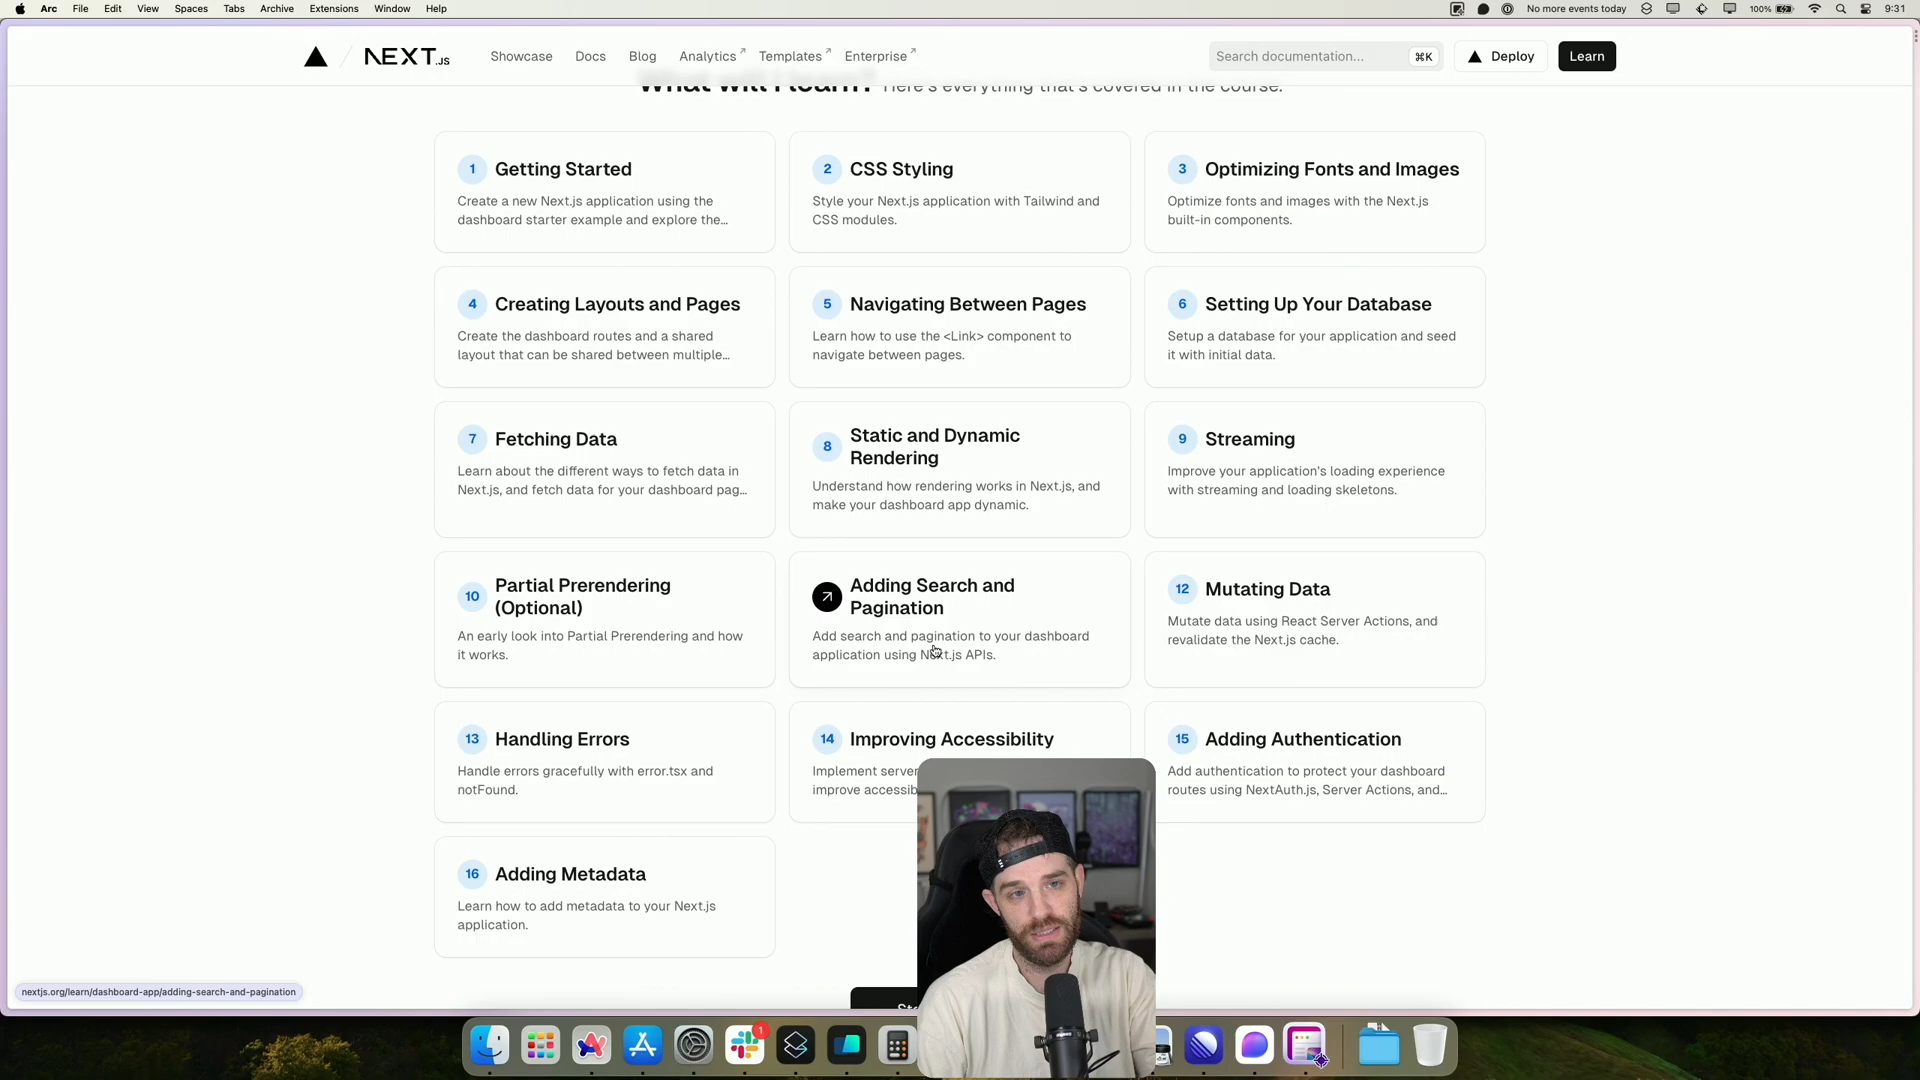 Arc File Edit View Spaces Tabs Archive Extensions Window Help
No more events today 100% 9:31
NEXT.JS Showcase Docs Blog Analytics Templates Enterprise Search documentation... ⌘K Deploy Learn
What will I learn? Here's everything that's covered in the course.
1 Getting Started
Create a new Next.js application using the
dashboard starter example and explore the...
2 CSS Styling
Style your Next.js application with Tailwind and
CSS modules.
3 Optimizing Fonts and Images
Optimize fonts and images with the Next.js
built-in components.
4 Creating Layouts and Pages
Create the dashboard routes and a shared
layout that can be shared between multiple...
5 Navigating Between Pages
Learn how to use the <Link> component to
navigate between pages.
6 Setting Up Your Database
Setup a database for your application and seed
it with initial data.
7 Fetching Data
Learn about the different ways to fetch data in
Next.js, and fetch data for your dashboard pag...
8 Static and Dynamic
Rendering
Understand how rendering works in Next.js, and
make your dashboard app dynamic.
9 Streaming
Improve your application's loading experience
with streaming and loading skeletons.
10 Partial Prerendering
(Optional)
An early look into Partial Prerendering and how
it works.
Adding Search and
Pagination
Add search and pagination to your dashboard
application using Next.js APIs.
12 Mutating Data
Mutate data using React Server Actions, and
revalidate the Next.js cache.
13 Handling Errors
Handle errors gracefully with error.tsx and
notFound.
14 Improving Accessibility
Implement server
improve accessib
15 Adding Authentication
Add authentication to protect your dashboard
routes using NextAuth.js, Server Actions, and...
16 Adding Metadata
Learn how to add metadata to your Next.js
application.
nextjs.org/learn/dashboard-app/adding-search-and-pagination
1